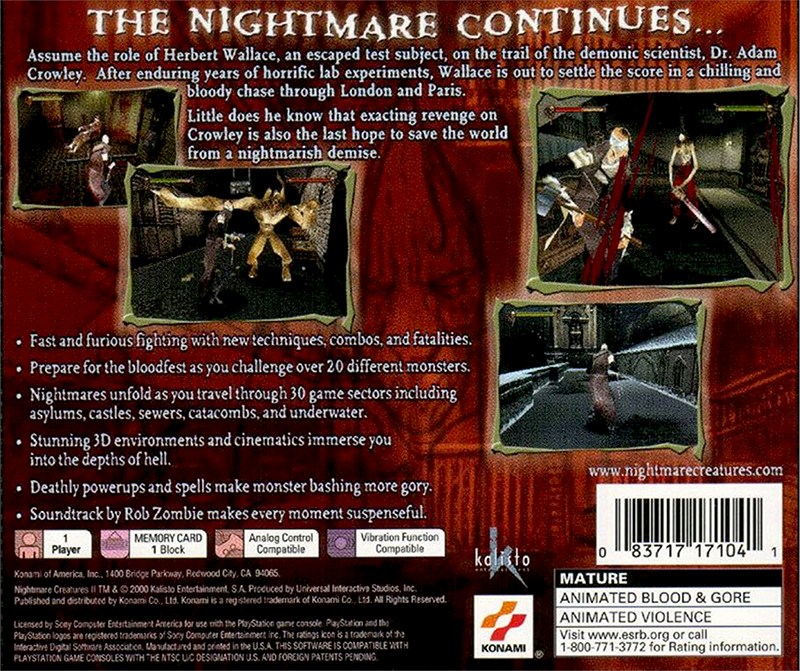 THE NIGHTMARE CONTINUES...
Assume the role of Herbert Wallace, an escaped test subject, on the trail of the demonic scientist, Dr. Adam
Crowley. After enduring years of horrific lab experiments, Wallace is out to settle the score in a chilling and
bloody chase through London and Paris.
Little does he know that exacting revenge on
Crowley is also the last hope to save the world
from a nightmarish demise.
• Fast and furious fighting with new techniques, combos, and fatalities.
• Prepare for the bloodfest as you challenge over 20 different monsters.
• Nightmares unfold as you travel through 30 game sectors including
asylums, castles, sewers, catacombs, and underwater.
• Stunning 3D environments and cinematics immerse you
into the depths of hell.
• Deathly powerups and spells make monster bashing more gory.
• Soundtrack by Rob Zombie makes every moment suspenseful.
www.nightmarecreatures.com
1
Player
MEMORY CARD
1 Block
Analog Control
Compatible
Vibration Function
Compatible
kalisto
entertainment
0 83717 17104 1
Konami of America, Inc., 1400 Bridge Parkway, Redwood City, CA 94065.
Nightmare Creatures II TM & © 2000 Kalisto Entertainment, S.A. Produced by Universal Interactive Studios, Inc.
Published and distributed by Konami Co., Ltd. Konami is a registered trademark of Konami Co., Ltd. All Rights Reserved.
Licensed by Sony Computer Entertainment America for use with the PlayStation game console. PlayStation and the
PlayStation logos are registered trademarks of Sony Computer Entertainment Inc. The ratings icon is a trademark of the
Interactive Digital Software Association. Manufactured and printed in the U.S.A. THIS SOFTWARE IS COMPATIBLE WITH
PLAYSTATION GAME CONSOLES WITH THE NTSC U/C DESIGNATION. U.S. AND FOREIGN PATENTS PENDING.
KONAMI ®
MATURE
ANIMATED BLOOD & GORE
ANIMATED VIOLENCE
Visit www.esrb.org or call
1-800-771-3772 for Rating information.